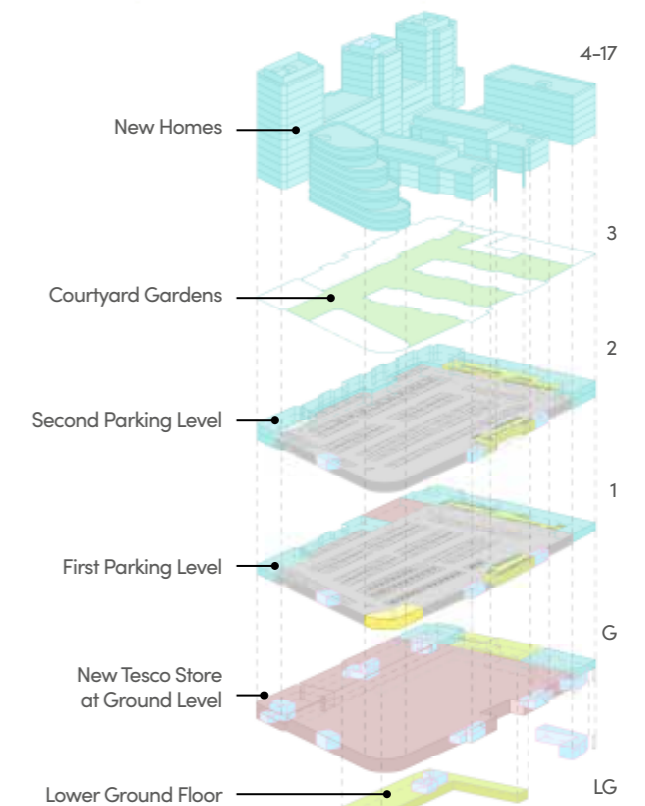 4-17
New Homes
3
Courtyard Gardens
2
Second Parking Level
1
First Parking Level
G
New Tesco Store
at Ground Level
LG
Lower Ground Floor